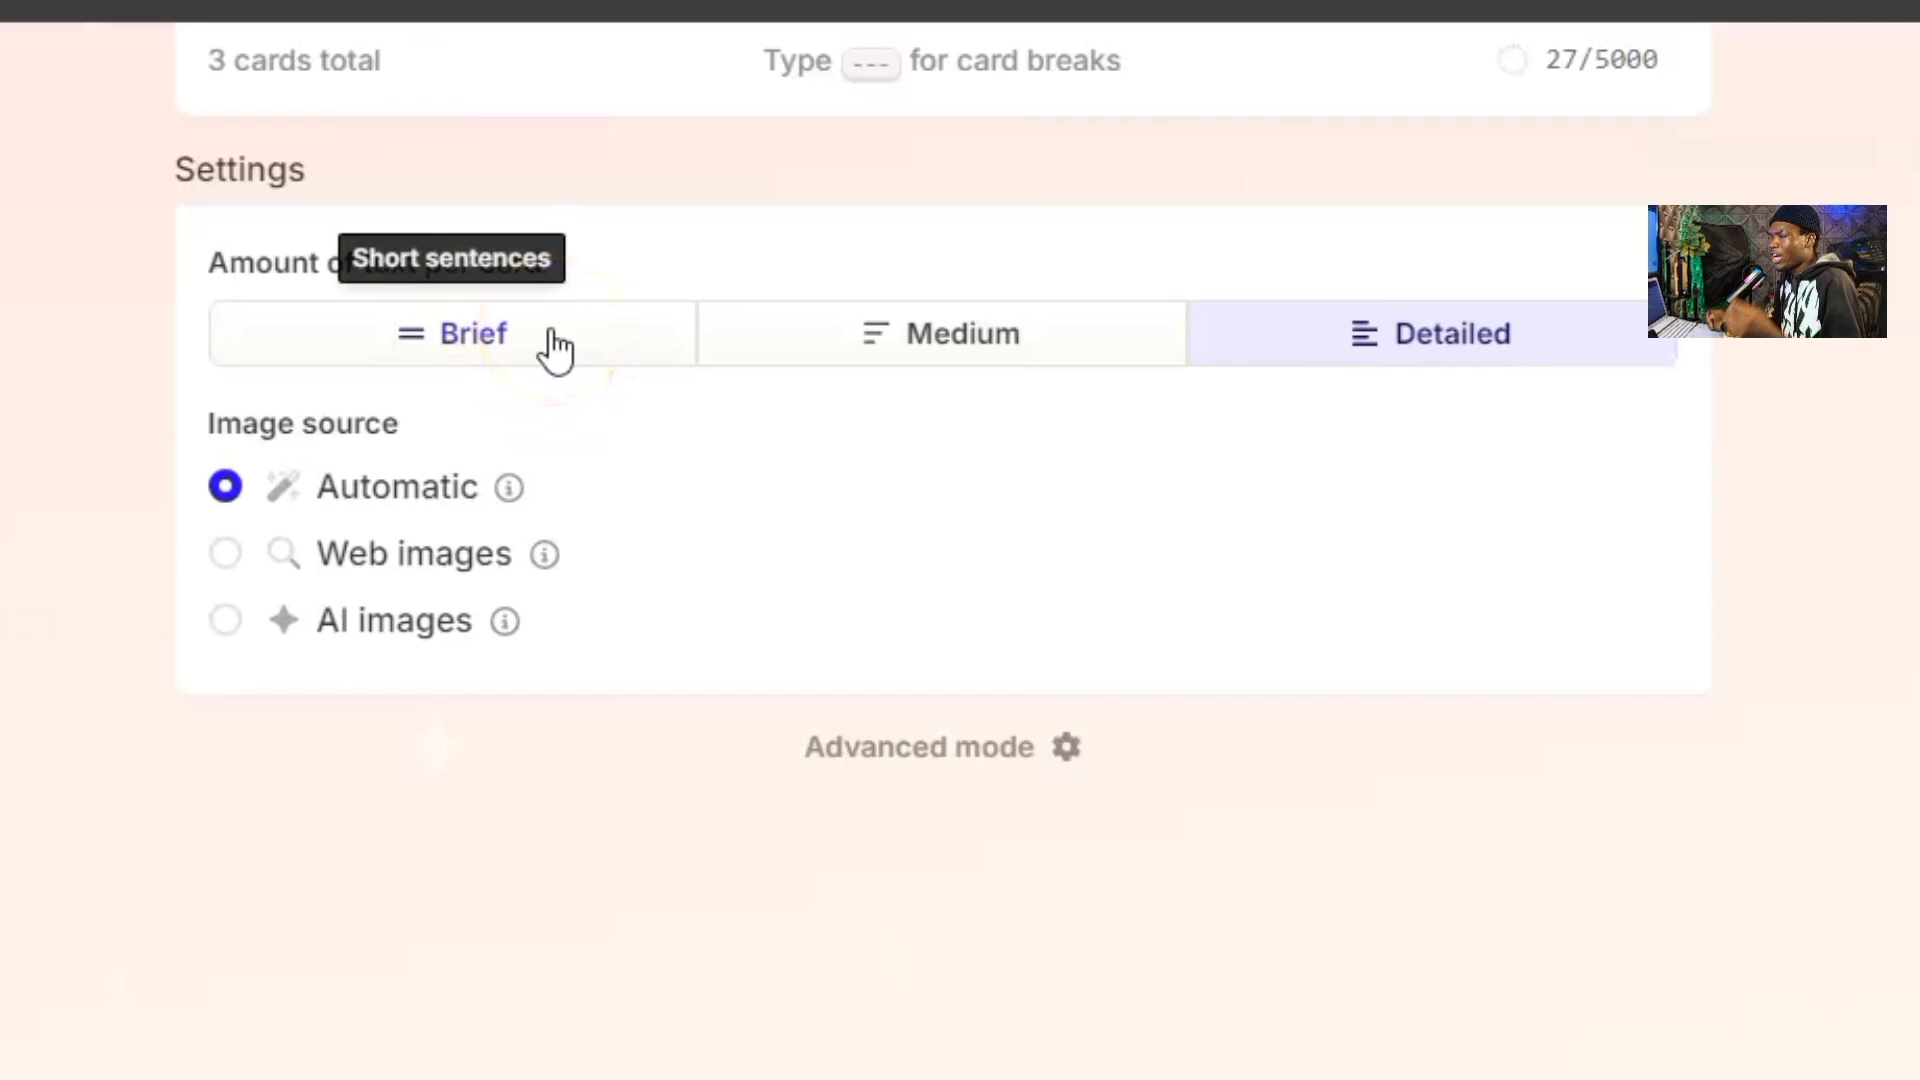 3 cards total
Type --- for card breaks
27/5000
Settings
Amount
Short sentences
Brief
Medium
Detailed
Image source
Automatic
Web images
AI images
Advanced mode